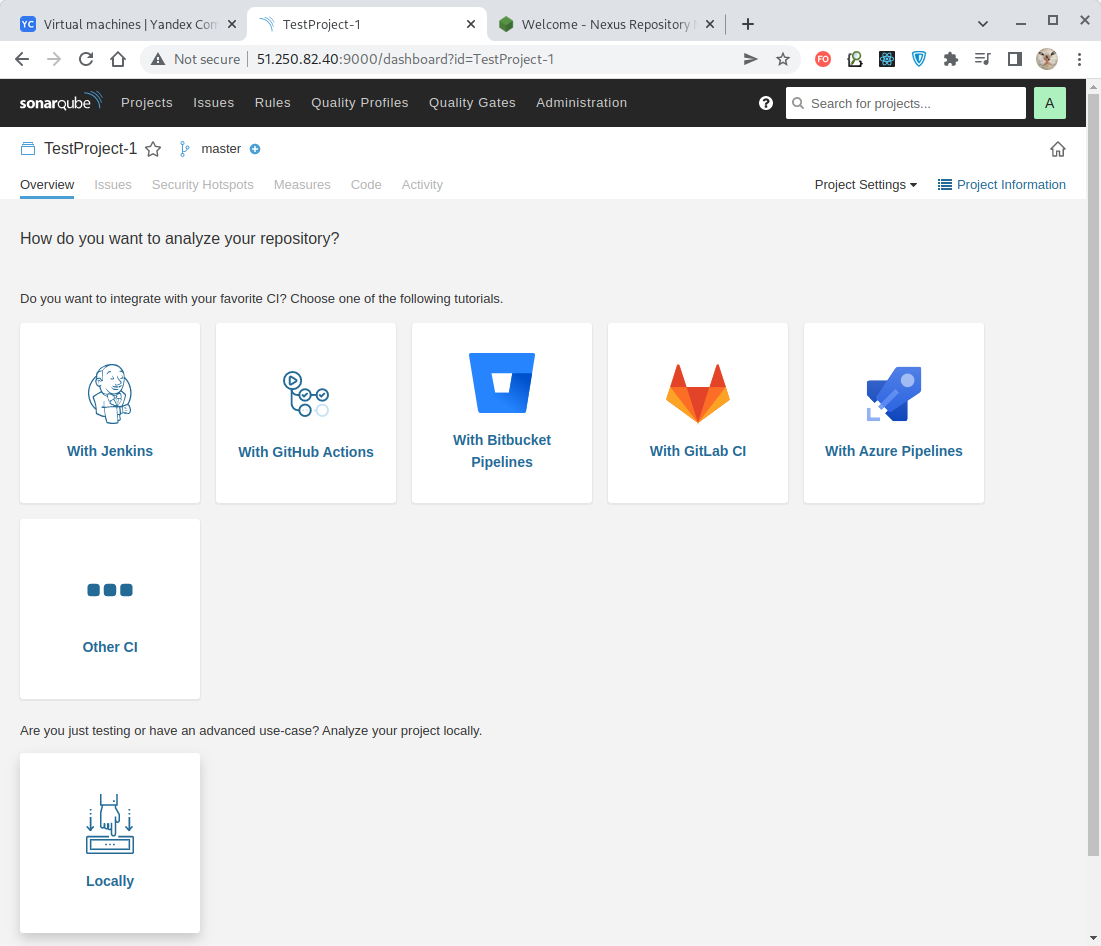 YC Virtual machines | Yandex Com
TestProject-1
Welcome - Nexus Repository
Not secure 51.250.82.40:9000/dashboard?id=TestProject-1
FO
sonarqube Projects Issues Rules Quality Profiles Quality Gates Administration ? Search for projects... A
TestProject-1 master
Overview Issues Security Hotspots Measures Code Activity Project Settings Project Information
How do you want to analyze your repository?
Do you want to integrate with your favorite CI? Choose one of the following tutorials.
With Jenkins
With GitHub Actions
With Bitbucket
Pipelines
With GitLab CI
With Azure Pipelines
Other CI
Are you just testing or have an advanced use-case? Analyze your project locally.
Locally